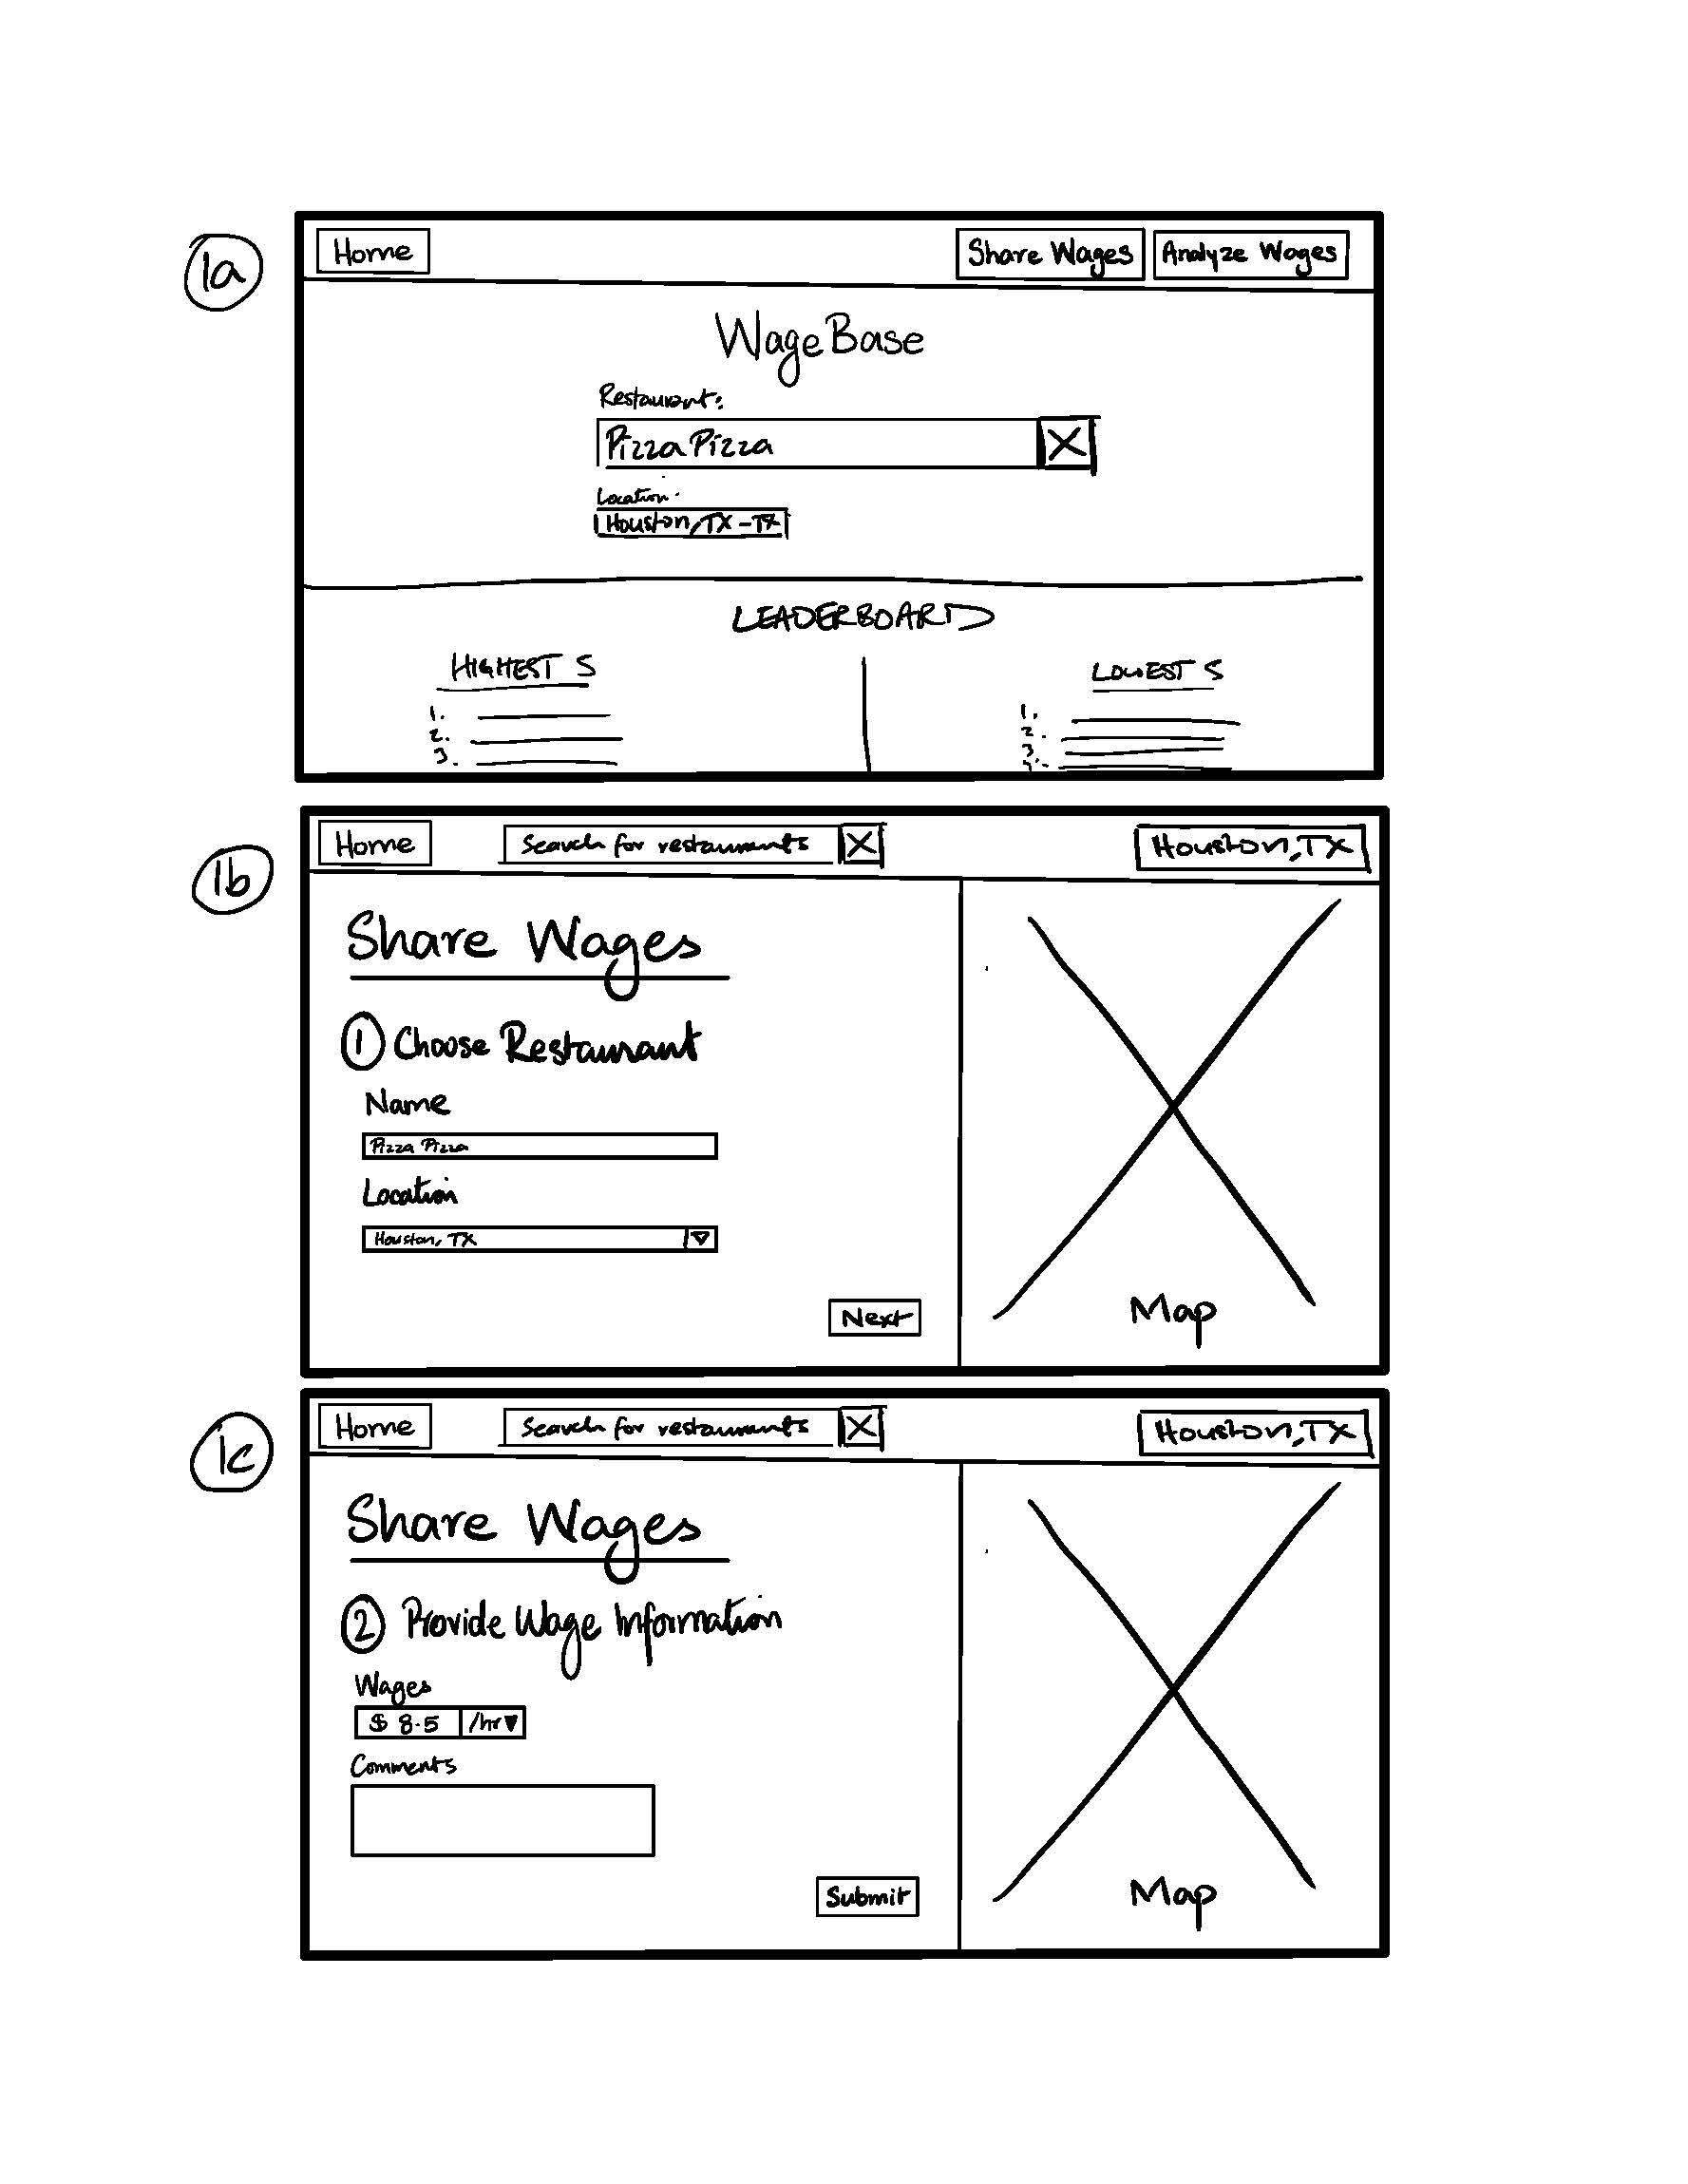 1a
Home Share Wages Analyze Wages
WageBase
Restaurant:
Pizza Pizza
Location:
Houston, TX - TX
LEADERBOARD
HIGHEST 5 LOWEST 5
1. 1.
2. 2.
3. 3.
1b
Home Search for restaurants Houston, TX
Share Wages
1 Choose Restaurant
Name
Pizza Pizza
Location
Houston, TX
Next
Map
1c
Home Search for restaurants Houston, TX
Share Wages
2 Provide Wage Information
Wages
$ 8.5 /hr
Comments
Submit
Map